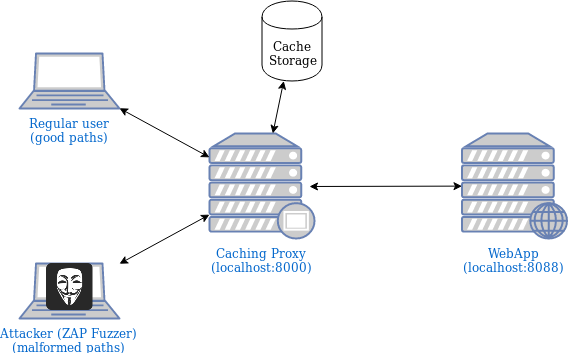 Cache
Storage
Regular user
(good paths)
Caching Proxy
(localhost:8000)
WebApp
(localhost:8088)
Attacker (ZAP Fuzzer)
(malformed paths)